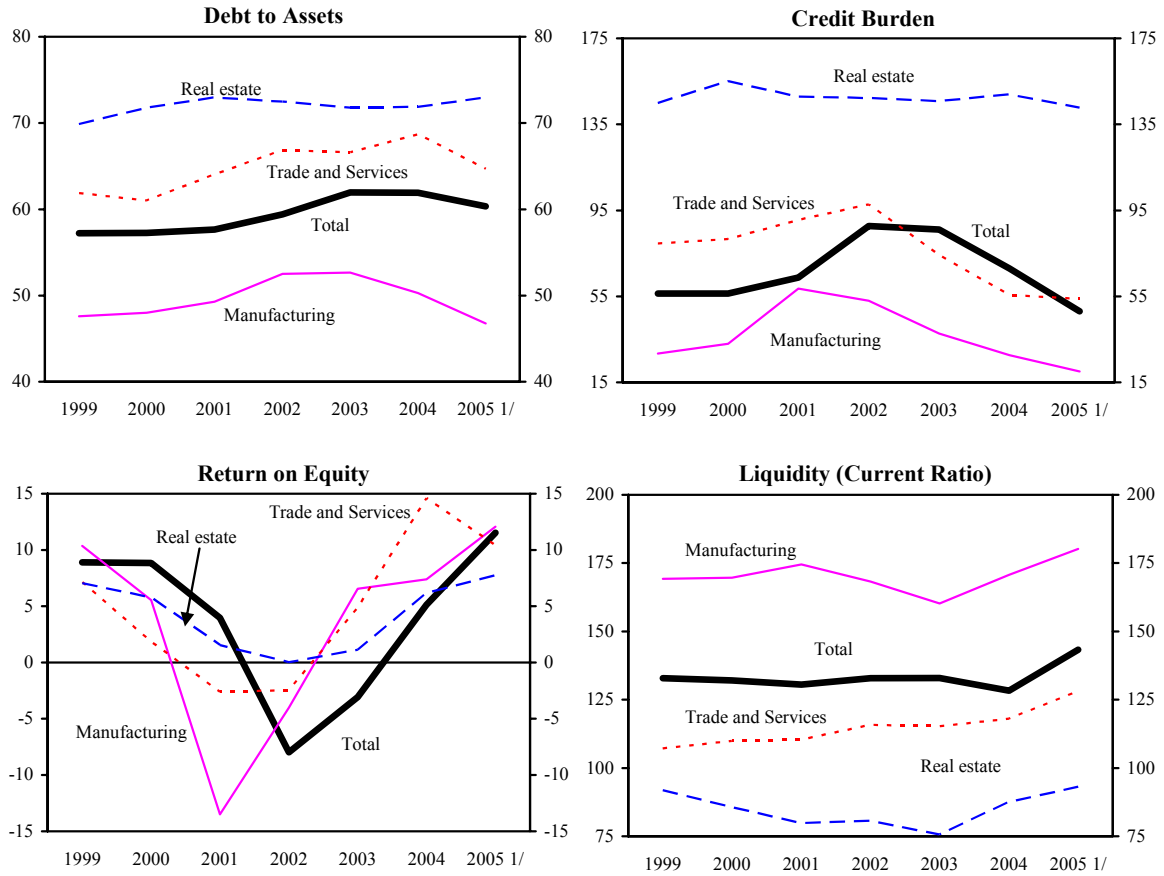 Debt to Assets
80
70
60
50
40
80
70
60
50
40
Real estate
Trade and Services
Total
Manufacturing
1999 2000 2001 2002 2003 2004 2005 1/
Credit Burden
175
135
95
55
15
175
135
95
55
15
Real estate
Trade and Services
Total
Manufacturing
1999 2000 2001 2002 2003 2004 2005 1/
Return on Equity
15
10
5
0
-5
-10
-15
15
10
5
0
-5
-10
-15
Trade and Services
Real estate
Manufacturing
Total
1999 2000 2001 2002 2003 2004 2005 1/
Liquidity (Current Ratio)
200
175
150
125
100
75
200
175
150
125
100
75
Manufacturing
Total
Trade and Services
Real estate
1999 2000 2001 2002 2003 2004 2005 1/